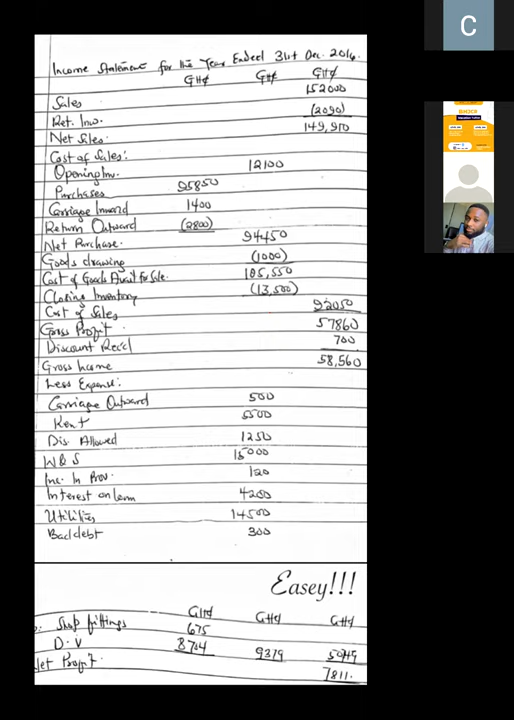 C
Income Statement for the Year Ended 31st Dec. 2016.
GH¢ GH¢ GH¢
Sales 152000
Ret. Inw. (2090)
Net Sales. 149,910
Cost of Sales:
Opening Inv. 12100
Purchases 95850
Carriage Inward 1400
Return Outward (2800)
Net Purchase. 94450
Goods drawing (1000)
Cost of Goods Avail for Sale. 105,550
Closing Inventory (13,500)
Cost of Sales 92050
Gross Profit 57860
Discount Rec'd 700
Gross Income 58,560
Less Expense:
Carriage Outward 500
Rent 5500
Dis. Allowed 1250
W & S 15000
Inc. In Prov. 120
Interest on loan 4200
Utilities 14500
Bad debt 300
Easey!!!
GH¢ GH¢ GH¢
Shop fittings 675
D. V 8704 9379 50749
Net Profit. 7811.